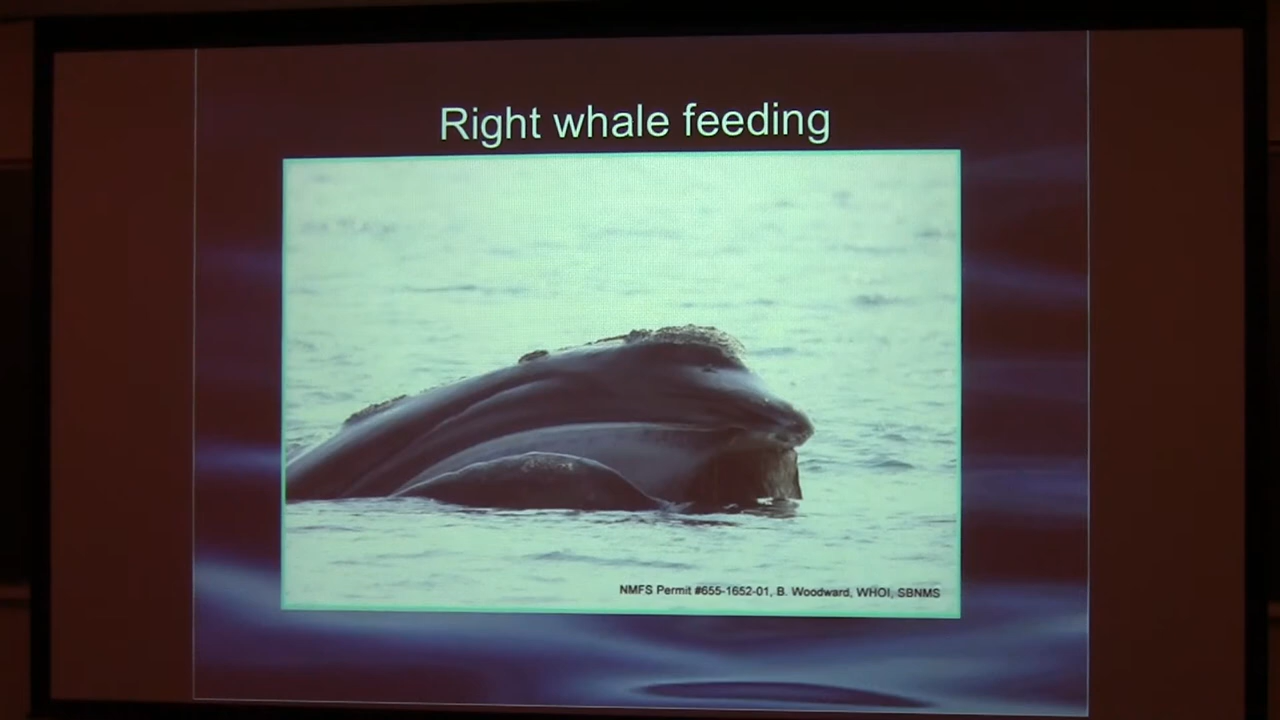 Right whale feeding
NMFS Permit #655-1652-01, B. Woodward, WHOI, SBNMS